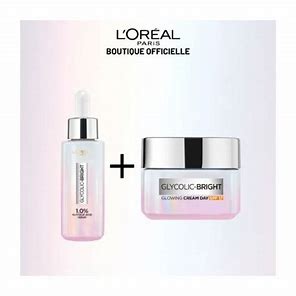 L'ORÉAL
PARIS
BOUTIQUE OFFICIELLE
GLYCOLIC-BRIGHT
1.0%
+
GLYCOLIC-BRIGHT
GLOWING CREAM DAY